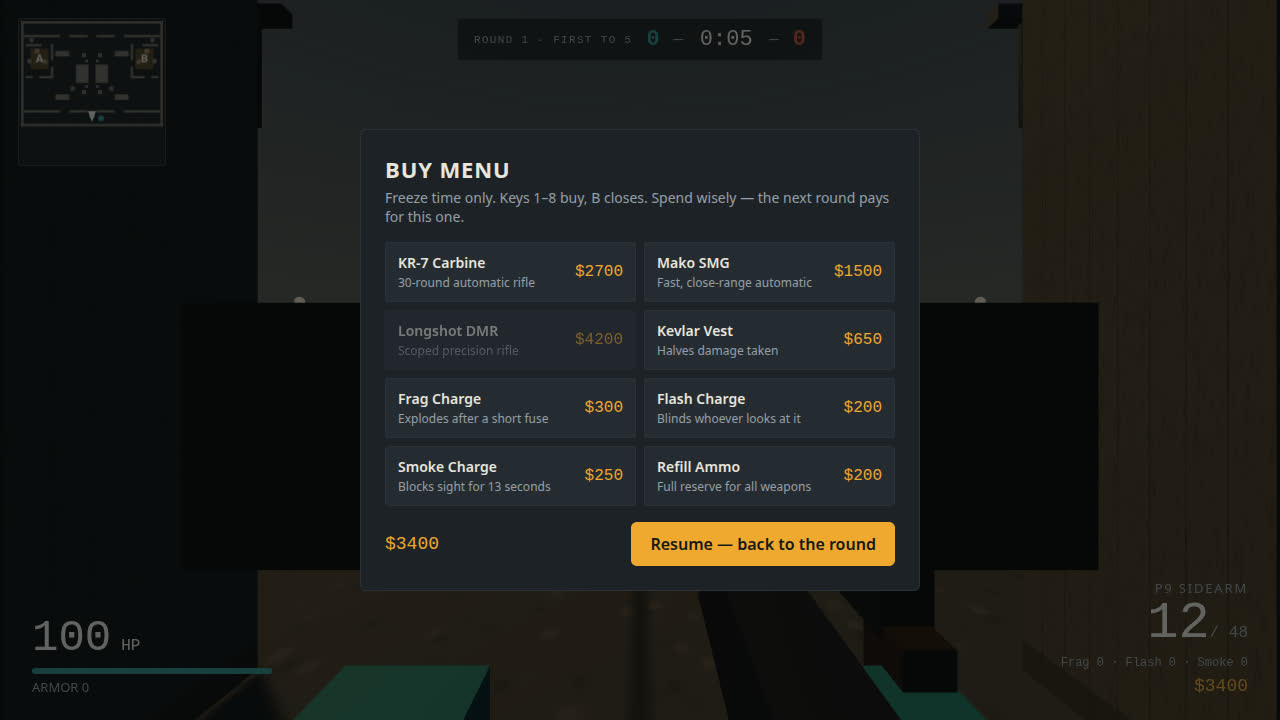 A
B
ROUND 1 · FIRST TO 5 0 — 0:05 — 0
BUY MENU
Freeze time only. Keys 1–8 buy, B closes. Spend wisely — the next round pays
for this one.
KR-7 Carbine
30-round automatic rifle
$2700
Mako SMG
Fast, close-range automatic
$1500
Longshot DMR
Scoped precision rifle
$4200
Kevlar Vest
Halves damage taken
$650
Frag Charge
Explodes after a short fuse
$300
Flash Charge
Blinds whoever looks at it
$200
Smoke Charge
Blocks sight for 13 seconds
$250
Refill Ammo
Full reserve for all weapons
$200
$3400
Resume — back to the round
100 HP
ARMOR 0
P9 SIDEARM
12 / 48
Frag 0 · Flash 0 · Smoke 0
$3400